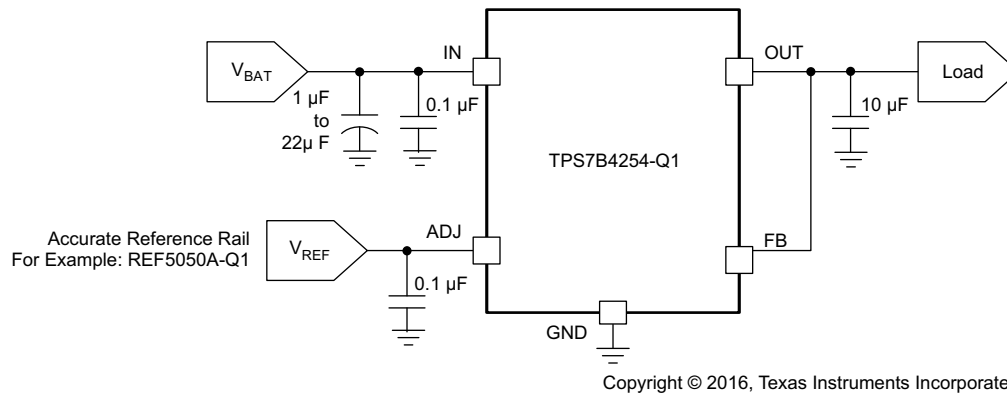 IN
OUT
V_BAT
Load
1 µF
0.1 µF
10 µF
to
22µ F
TPS7B4254-Q1
Accurate Reference Rail
For Example: REF5050A-Q1
V_REF
ADJ
FB
0.1 µF
GND
Copyright © 2016, Texas Instruments Incorporate